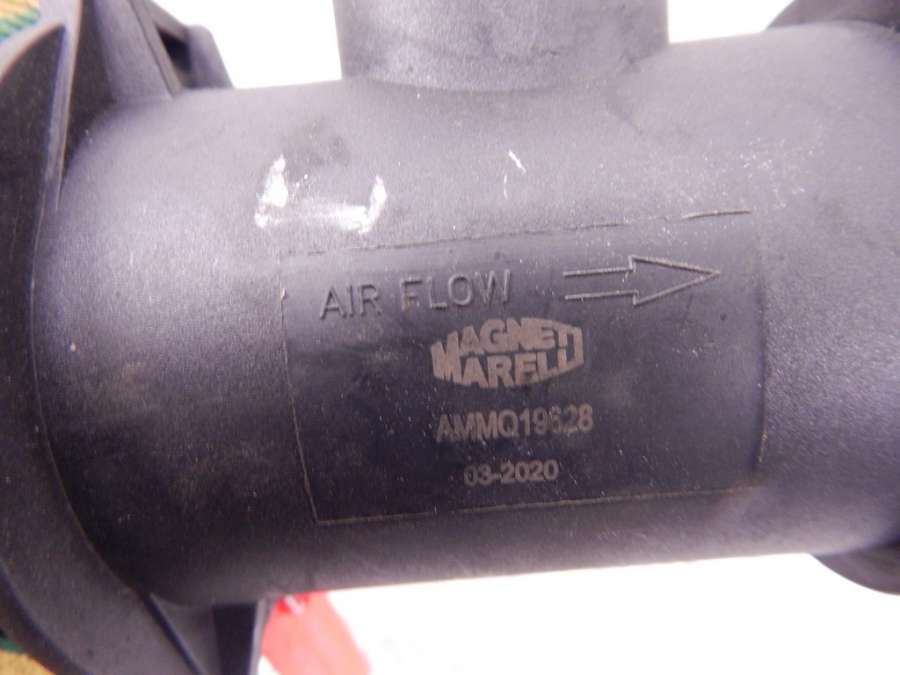 AIR FLOW
MAGNETI
MARELLI
AMMQ19628
03-2020